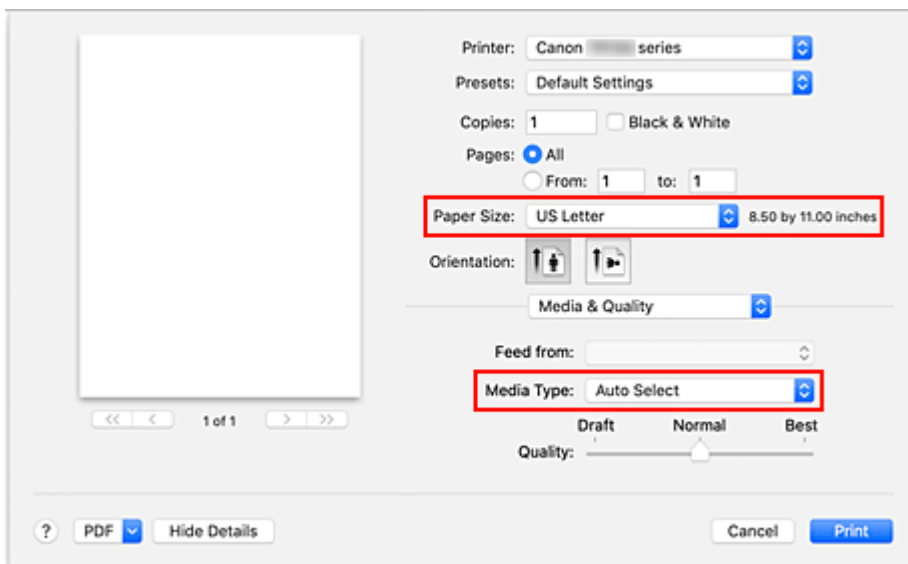 Printer: Canon series
Presets: Default Settings
Copies: 1 Black & White
Pages: All
From: 1 to: 1
Paper Size: US Letter 8.50 by 11.00 inches
Orientation:
Media & Quality
Feed from:
Media Type: Auto Select
1 of 1
Draft Normal Best
Quality:
? PDF Hide Details Cancel Print